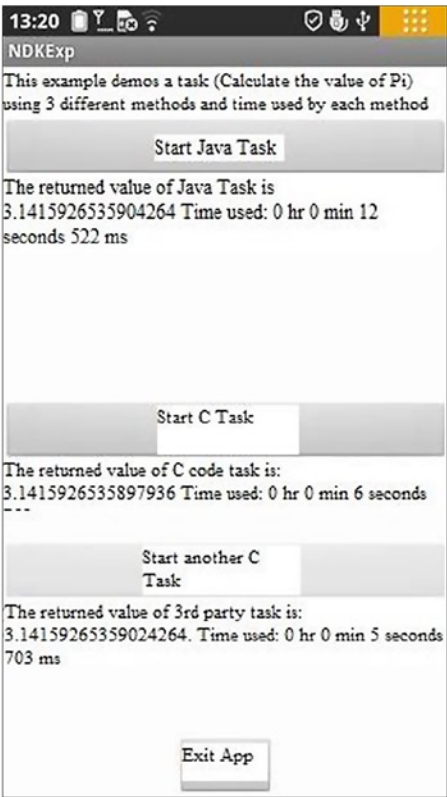 13:20
NDKExp
This example demos a task (Calculate the value of Pi)
using 3 different methods and time used by each method
Start Java Task
The returned value of Java Task is
3.1415926535904264 Time used: 0 hr 0 min 12
seconds 522 ms
Start C Task
The returned value of C code task is:
3.1415926535897936 Time used: 0 hr 0 min 6 seconds
Start another C
Task
The returned value of 3rd party task is:
3.14159265359024264. Time used: 0 hr 0 min 5 seconds
703 ms
Exit App